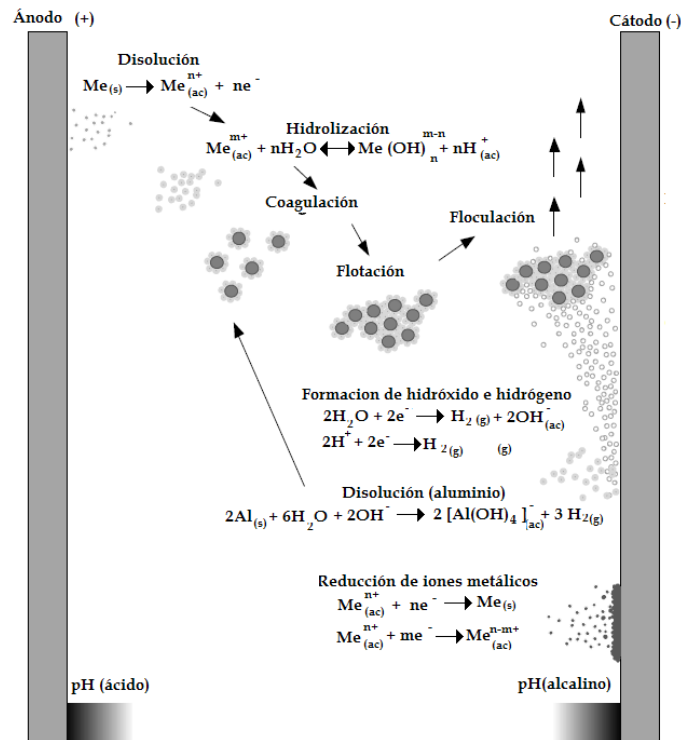 Ánodo (+)
Cátodo (-)
Disolución
Me(s) → Me(ac)^n+ + ne^-
Hidrolización
Me(ac)^m+ + nH2O ↔ Me (OH)n^m-n + nH(ac)^+
Coagulación
Floculación
Flotación
Formacion de hidróxido e hidrógeno
2H2O + 2e^- → H2(g) + 2OH(ac)^-
2H^+ + 2e^- → H2(g) (g)
Disolución (aluminio)
2Al(s) + 6H2O + 2OH^- → 2 [Al(OH)4](ac)^- + 3 H2(g)
Reducción de iones metálicos
Me(ac)^n+ + ne^- → Me(s)
Me(ac)^n+ + me^- → Me(ac)^n-m+
pH (ácido)
pH(alcalino)